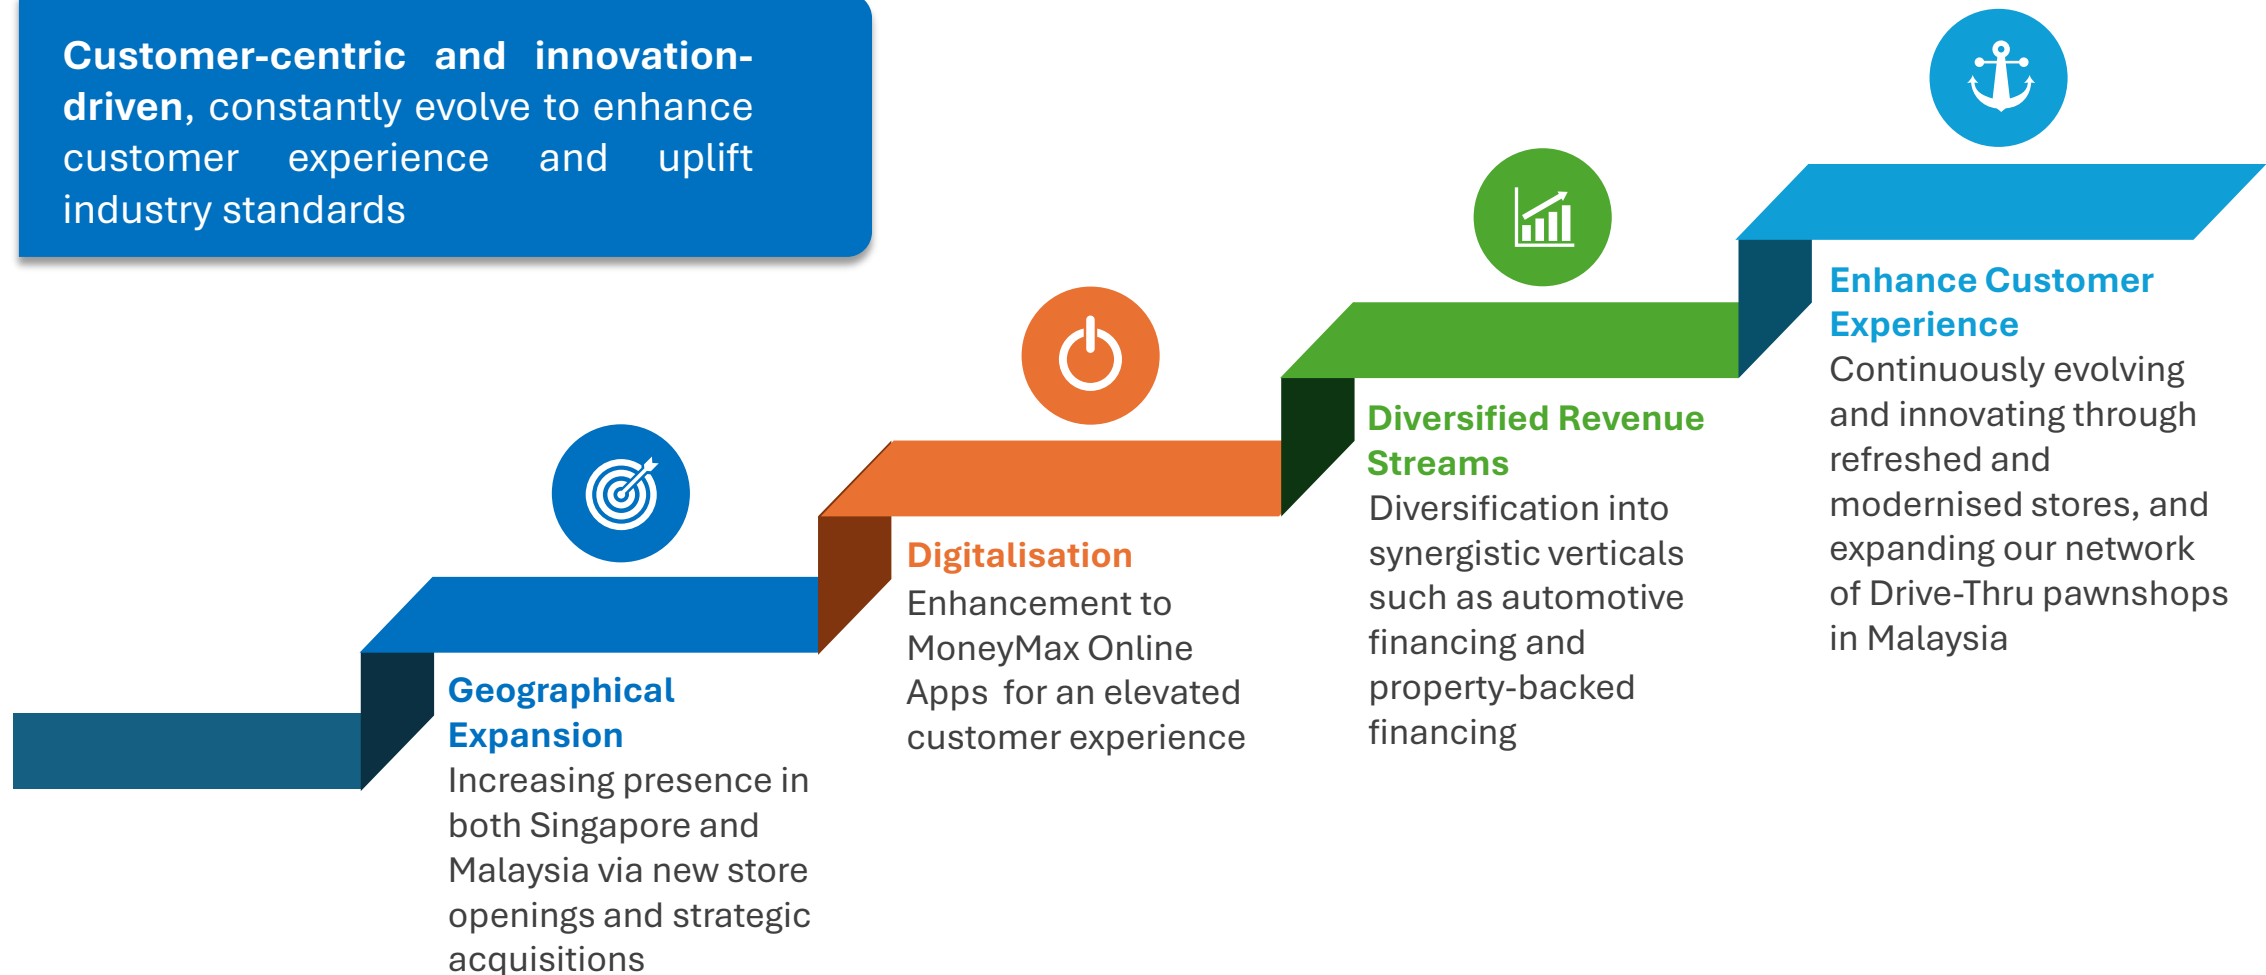 Customer-centric and innovation-
driven, constantly evolve to enhance
customer experience and uplift
industry standards
Geographical
Expansion
Increasing presence in
both Singapore and
Malaysia via new store
openings and strategic
acquisitions
Digitalisation
Enhancement to
MoneyMax Online
Apps for an elevated
customer experience
Diversified Revenue
Streams
Diversification into
synergistic verticals
such as automotive
financing and
property-backed
financing
Enhance Customer
Experience
Continuously evolving
and innovating through
refreshed and
modernised stores, and
expanding our network
of Drive-Thru pawnshops
in Malaysia